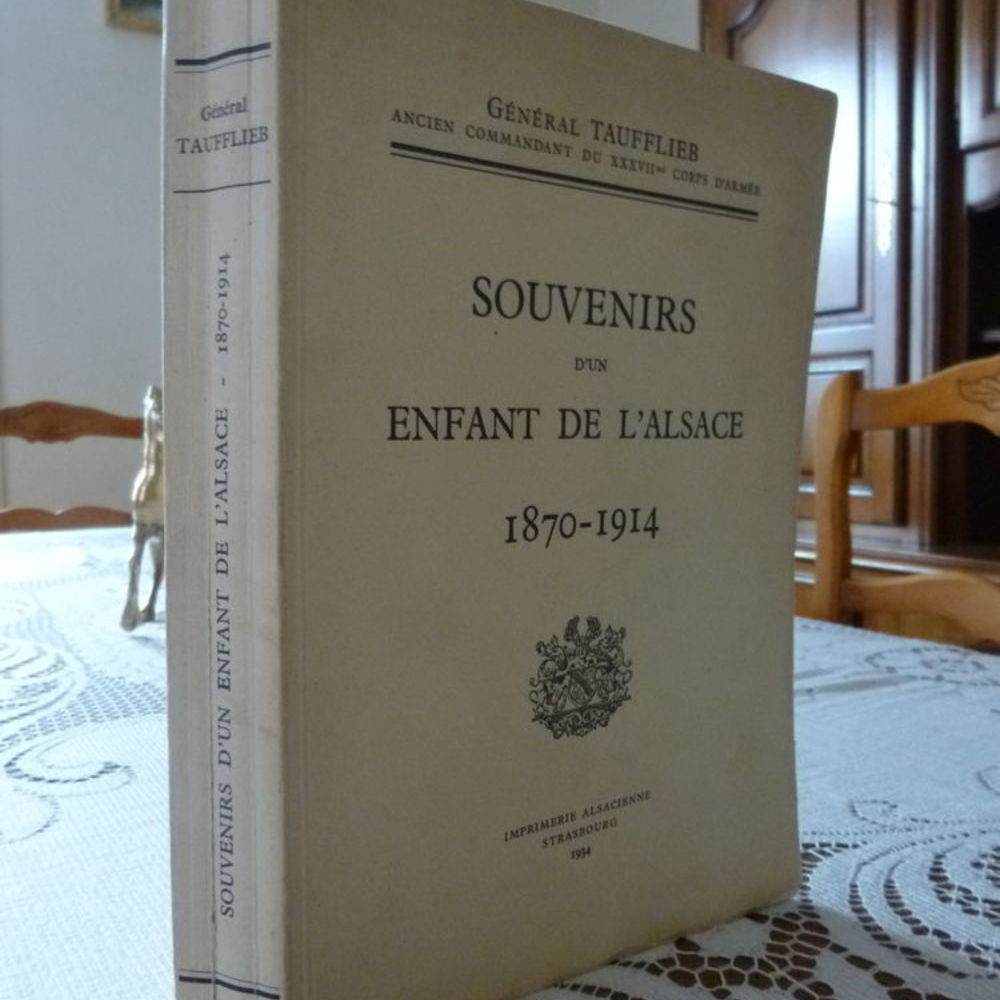 Général
TAUFFLIEB
SOUVENIRS D'UN ENFANT DE L'ALSACE - 1870-1914
GÉNÉRAL TAUFFLIEB
ANCIEN COMMANDANT DU XXXVIIme CORPS D'ARMÉE
SOUVENIRS
D'UN
ENFANT DE L'ALSACE
1870-1914
IMPRIMERIE ALSACIENNE
STRASBOURG
1934